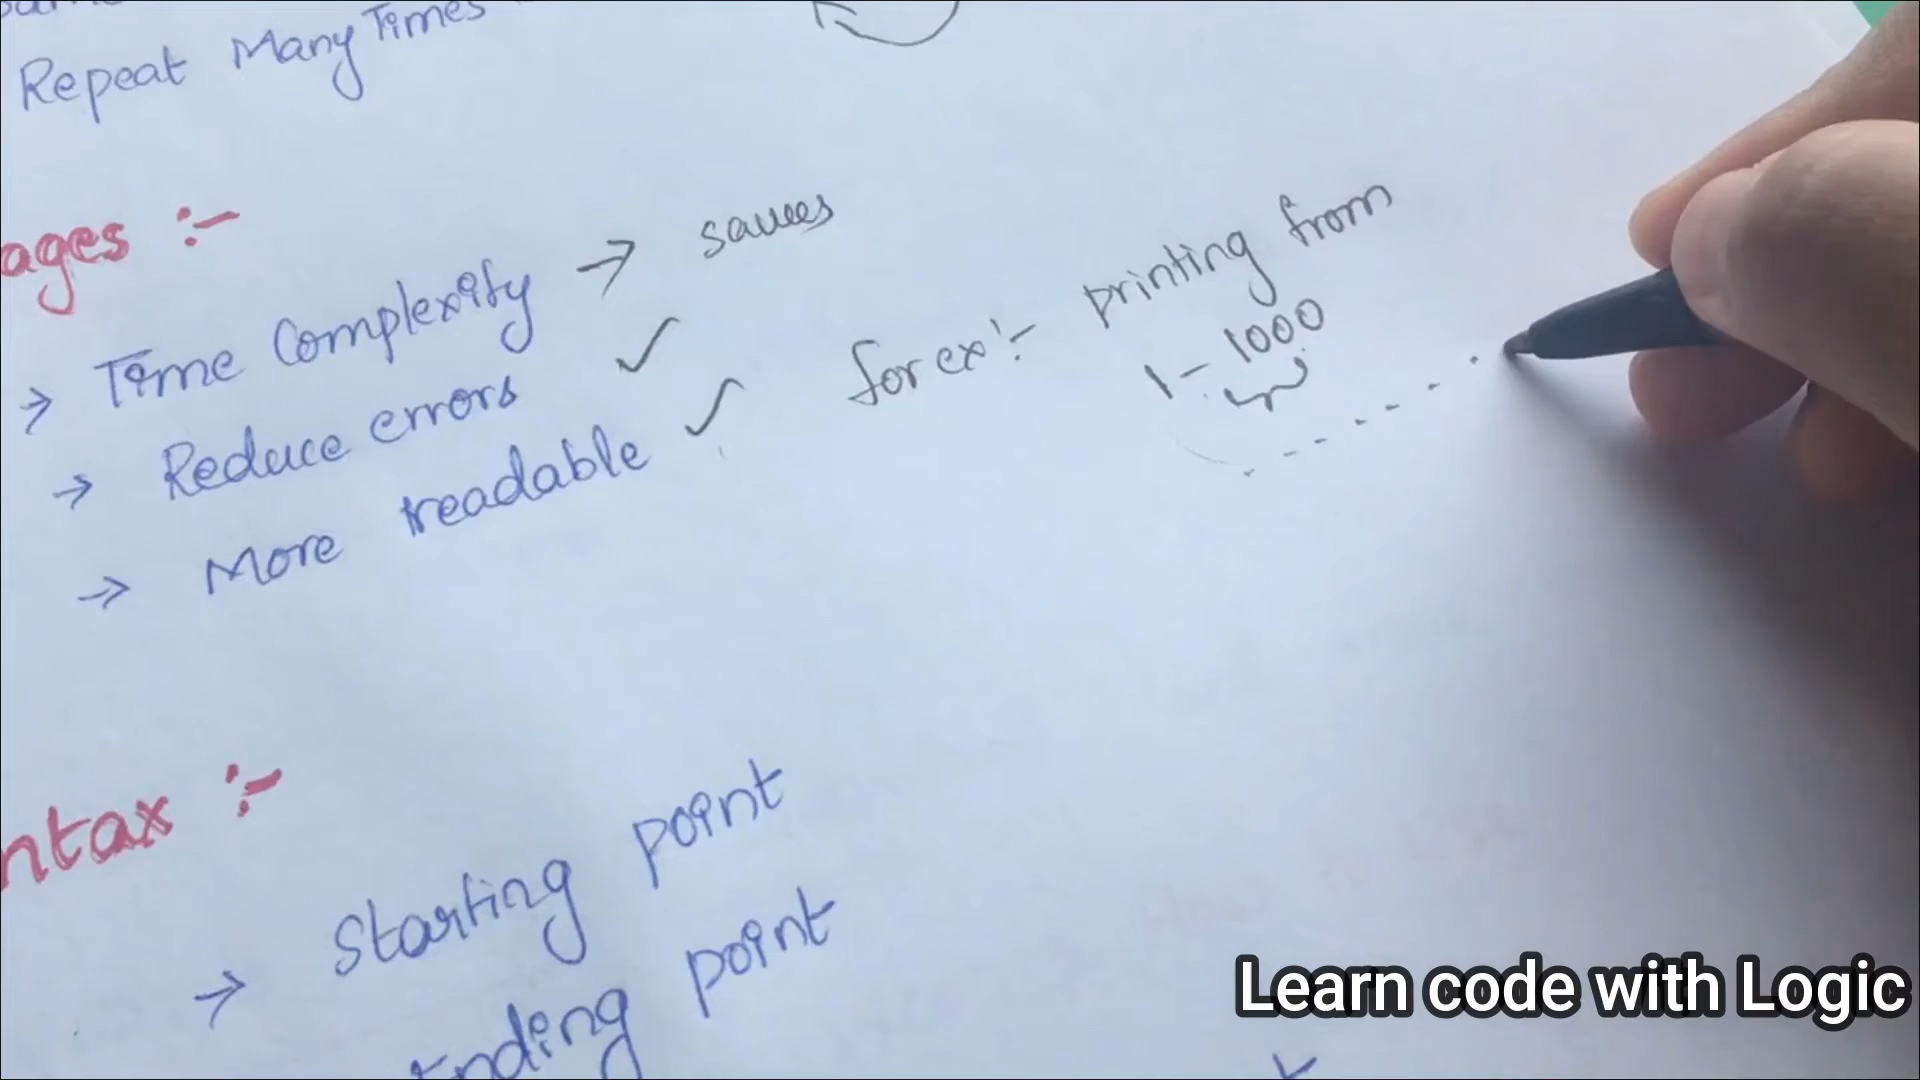 Repeat Many Times
ages :-
→ Time Complexity → saves
→ Reduce errors ✓
→ More readable ✓
for ex :- printing from
1 - 1000
ntax :-
→ Starting point
Ending point
Learn code with Logic